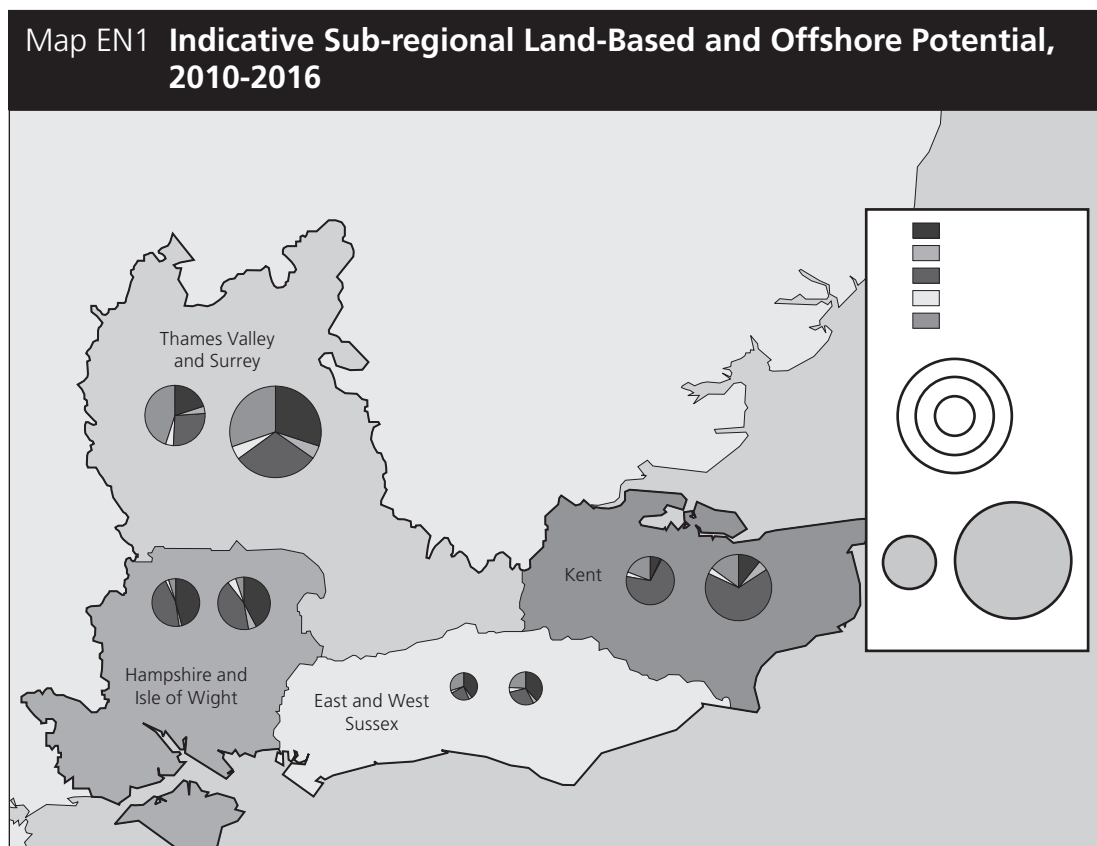 Map EN1 Indicative Sub-regional Land-Based and Offshore Potential,
2010-2016
Thames Valley
and Surrey
Kent
Hampshire and
Isle of Wight
East and West
Sussex